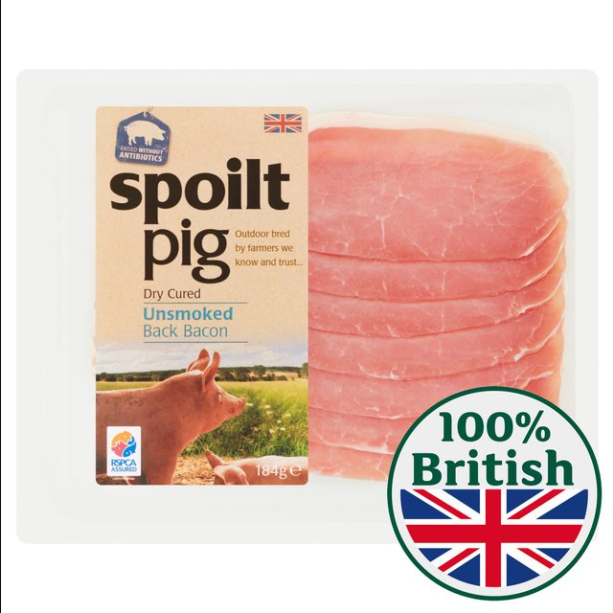 RAISED WITHOUT
ANTIBIOTICS
spoilt
pig
Outdoor bred
by farmers we
know and trust...
Dry Cured
Unsmoked
Back Bacon
RSPCA
ASSURED
184g e
100%
British